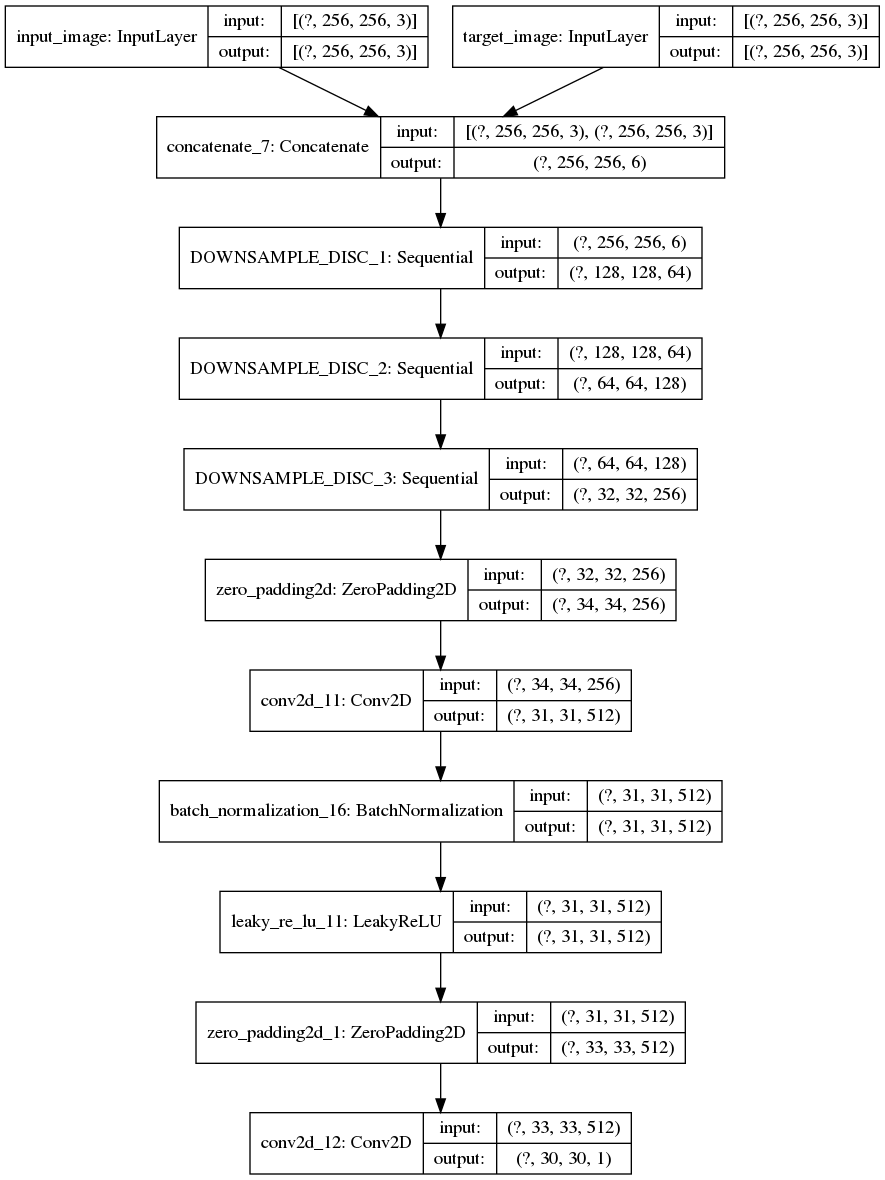 input_image: InputLayer
input:
[(?, 256, 256, 3)]
output:
[(?, 256, 256, 3)]
target_image: InputLayer
input:
[(?, 256, 256, 3)]
output:
[(?, 256, 256, 3)]
concatenate_7: Concatenate
input:
[(?, 256, 256, 3), (?, 256, 256, 3)]
output:
(?, 256, 256, 6)
DOWNSAMPLE_DISC_1: Sequential
input:
(?, 256, 256, 6)
output:
(?, 128, 128, 64)
DOWNSAMPLE_DISC_2: Sequential
input:
(?, 128, 128, 64)
output:
(?, 64, 64, 128)
DOWNSAMPLE_DISC_3: Sequential
input:
(?, 64, 64, 128)
output:
(?, 32, 32, 256)
zero_padding2d: ZeroPadding2D
input:
(?, 32, 32, 256)
output:
(?, 34, 34, 256)
conv2d_11: Conv2D
input:
(?, 34, 34, 256)
output:
(?, 31, 31, 512)
batch_normalization_16: BatchNormalization
input:
(?, 31, 31, 512)
output:
(?, 31, 31, 512)
leaky_re_lu_11: LeakyReLU
input:
(?, 31, 31, 512)
output:
(?, 31, 31, 512)
zero_padding2d_1: ZeroPadding2D
input:
(?, 31, 31, 512)
output:
(?, 33, 33, 512)
conv2d_12: Conv2D
input:
(?, 33, 33, 512)
output:
(?, 30, 30, 1)